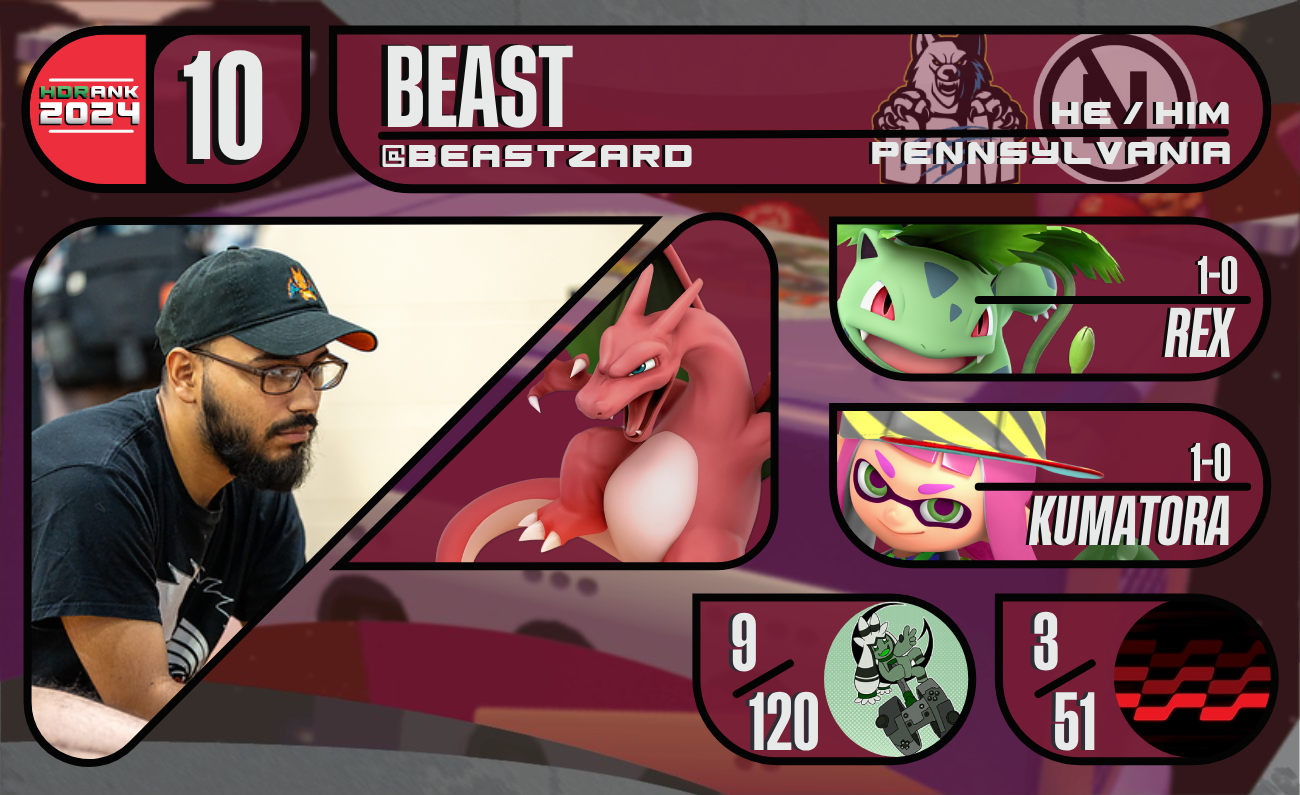 HDRANK
2024
10
BEAST
@BEASTZARD
HE / HIM
PENNSYLVANIA
N
1-0
REX
1-0
KUMATORA
9
/
120
3
/
51